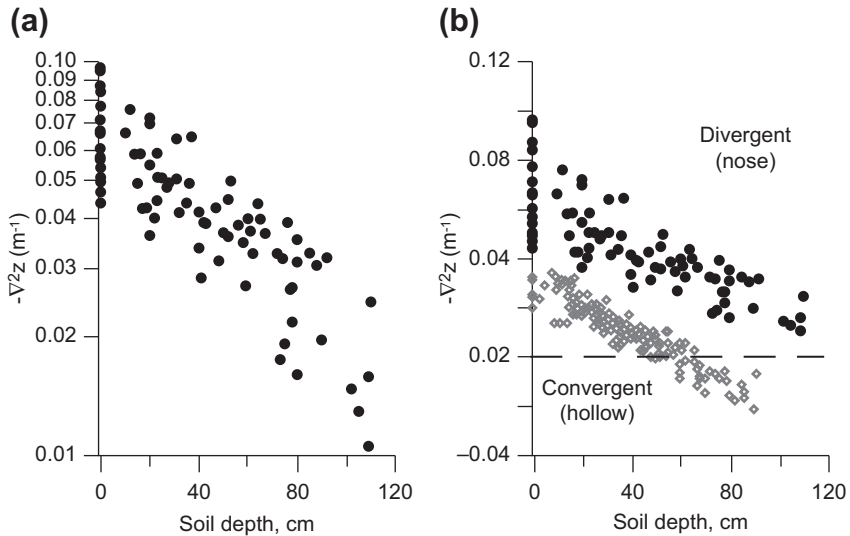 (a)
0.10
0.09
0.08
0.07
0.06
0.05
0.04
0.03
0.02
0.01
-∇²z (m⁻¹)
0 40 80 120
Soil depth, cm
(b)
0.12
0.08
0.04
0.02
−0.04
-∇²z (m⁻¹)
Divergent
(nose)
Convergent
(hollow)
0 40 80 120
Soil depth, cm